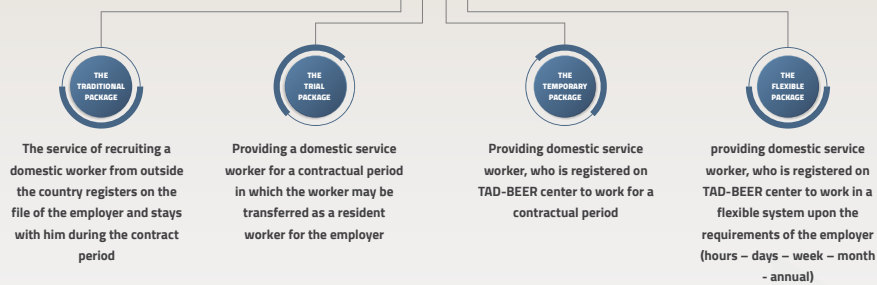 THE
TRADITIONAL
PACKAGE
The service of recruiting a
domestic worker from outside
the country registers on the
file of the employer and stays
with him during the contract
period
THE
TRIAL
PACKAGE
Providing a domestic service
worker for a contractual period
in which the worker may be
transferred as a resident
worker for the employer
THE
TEMPORARY
PACKAGE
Providing domestic service
worker, who is registered on
TAD-BEER center to work for a
contractual period
THE
FLEXIBLE
PACKAGE
providing domestic service
worker, who is registered on
TAD-BEER center to work in a
flexible system upon the
requirements of the employer
(hours – days – week – month
- annual)